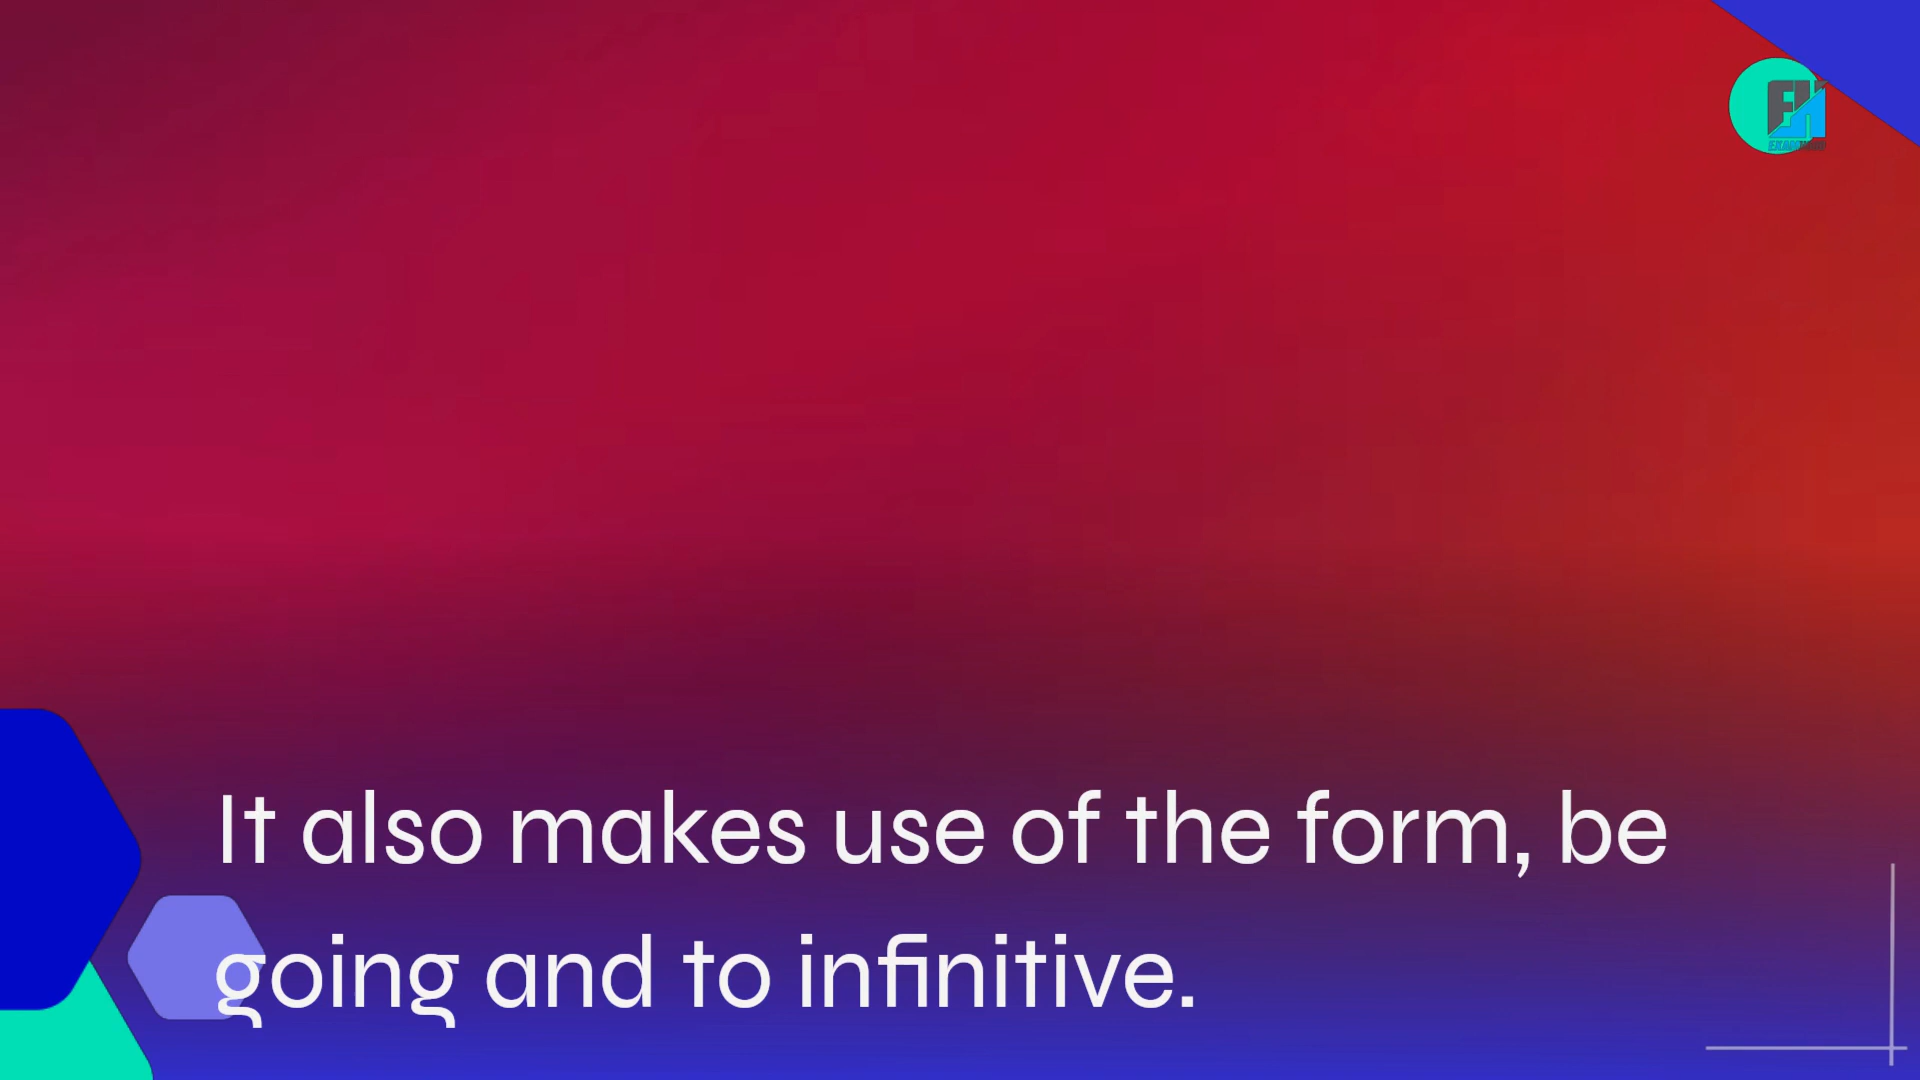 It also makes use of the form, be
going and to infinitive.